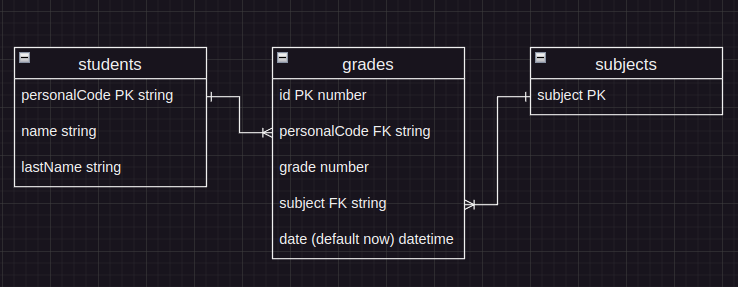 students
personalCode PK string
name string
lastName string
grades
id PK number
personalCode FK string
grade number
subject FK string
date (default now) datetime
subjects
subject PK